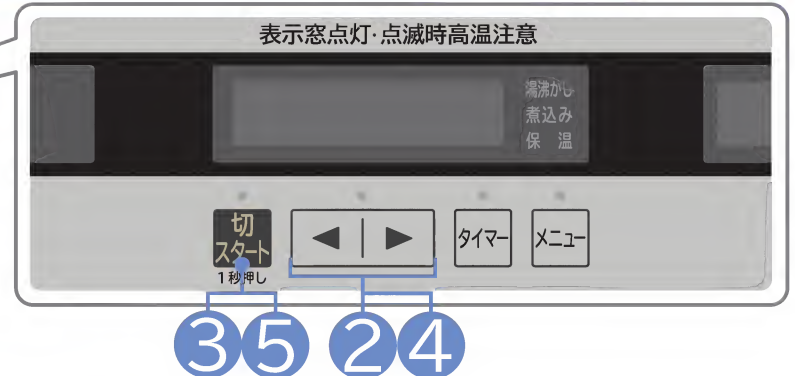 表示窓点灯·点滅時高温注意
湯沸かし
煮込み
保 温
切
スタート
1秒押し
◀ ▶
タイマー
メニュー
3 5 2 4